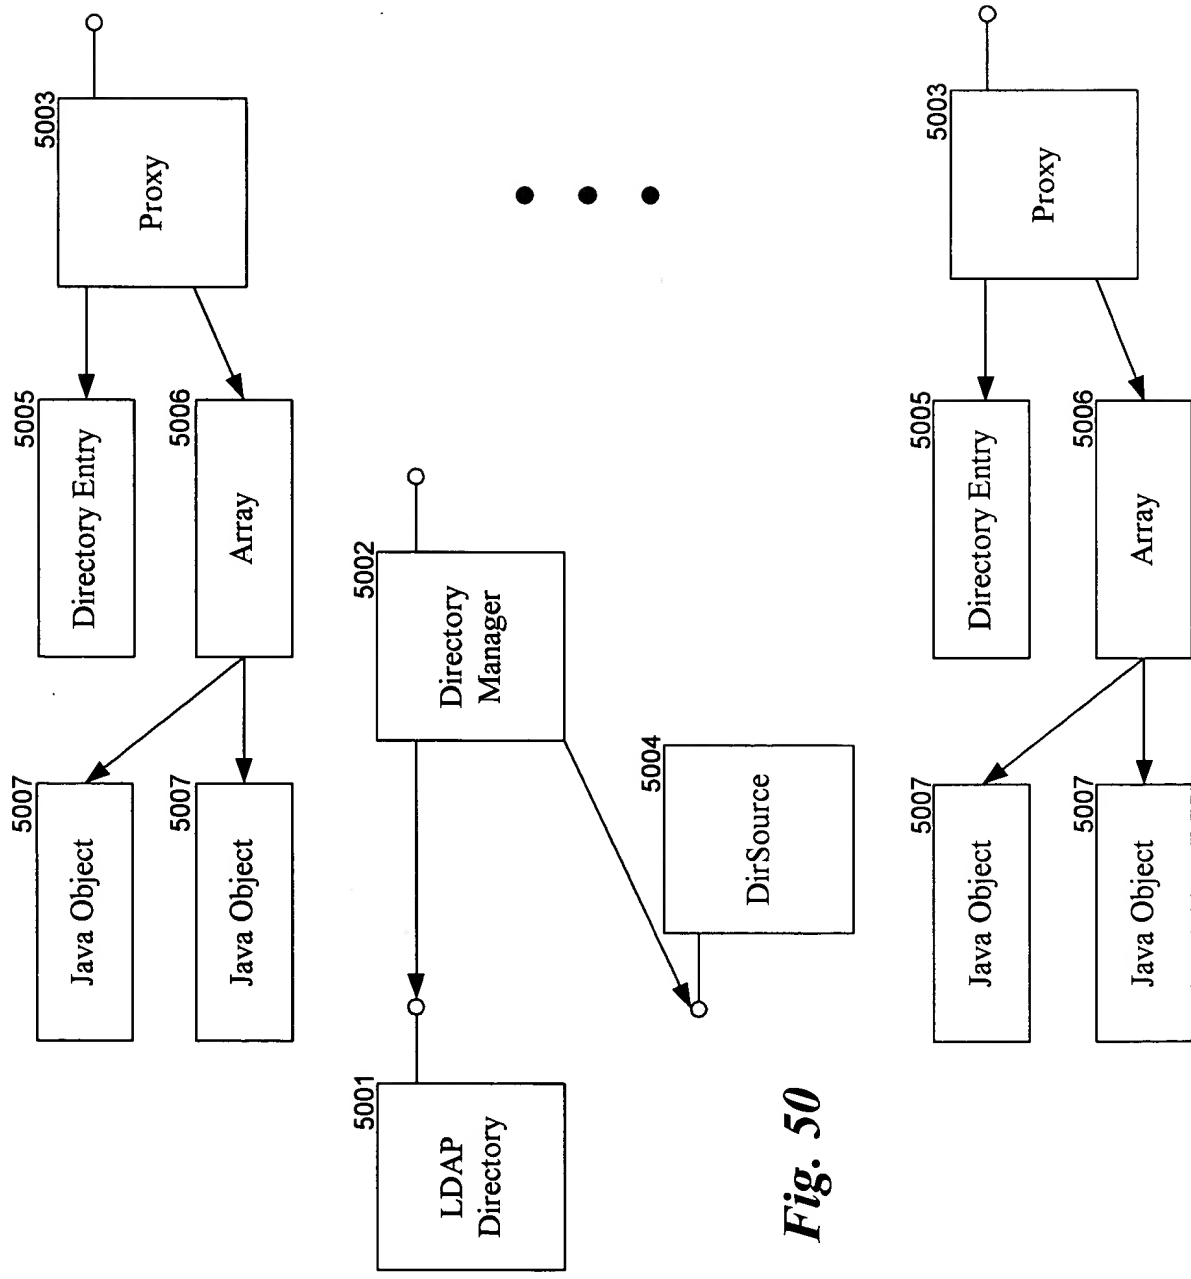 5003
Proxy
5005
Directory Entry
5006
Array
5007
Java Object
5007
Java Object
5002
Directory
Manager
5001
LDAP
Directory
5004
DirSource
5003
Proxy
5005
Directory Entry
5006
Array
5007
Java Object
5007
Java Object
Fig. 50